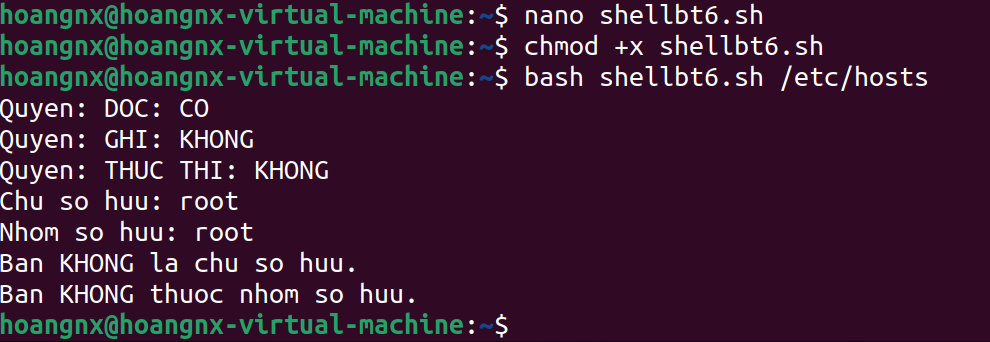 hoangnx@hoangnx-virtual-machine:~$ nano shellbt6.sh
hoangnx@hoangnx-virtual-machine:~$ chmod +x shellbt6.sh
hoangnx@hoangnx-virtual-machine:~$ bash shellbt6.sh /etc/hosts
Quyen: DOC: CO
Quyen: GHI: KHONG
Quyen: THUC THI: KHONG
Chu so huu: root
Nhom so huu: root
Ban KHONG la chu so huu.
Ban KHONG thuoc nhom so huu.
hoangnx@hoangnx-virtual-machine:~$